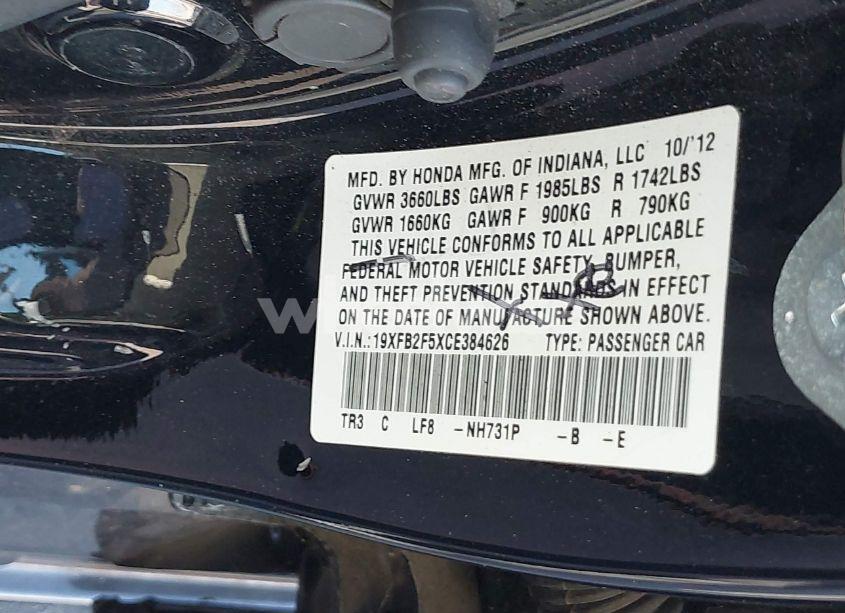 MFD. BY HONDA MFG. OF INDIANA, LLC 10/'12
GVWR 3660LBS GAWR F 1985LBS R 1742LBS
GVWR 1660KG GAWR F 900KG R 790KG
THIS VEHICLE CONFORMS TO ALL APPLICABLE
FEDERAL MOTOR VEHICLE SAFETY, BUMPER,
AND THEFT PREVENTION STANDARDS IN EFFECT
ON THE DATE OF MANUFACTURE SHOWN ABOVE.
V.I.N.:19XFB2F5XCE384626 TYPE: PASSENGER CAR
TR3 C LF8 -NH731P -B -E